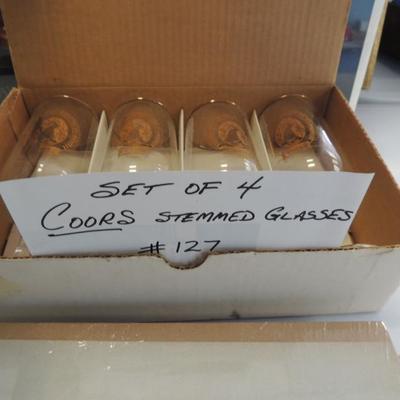 SET OF 4
COORS STEMMED GLASSES
# 127